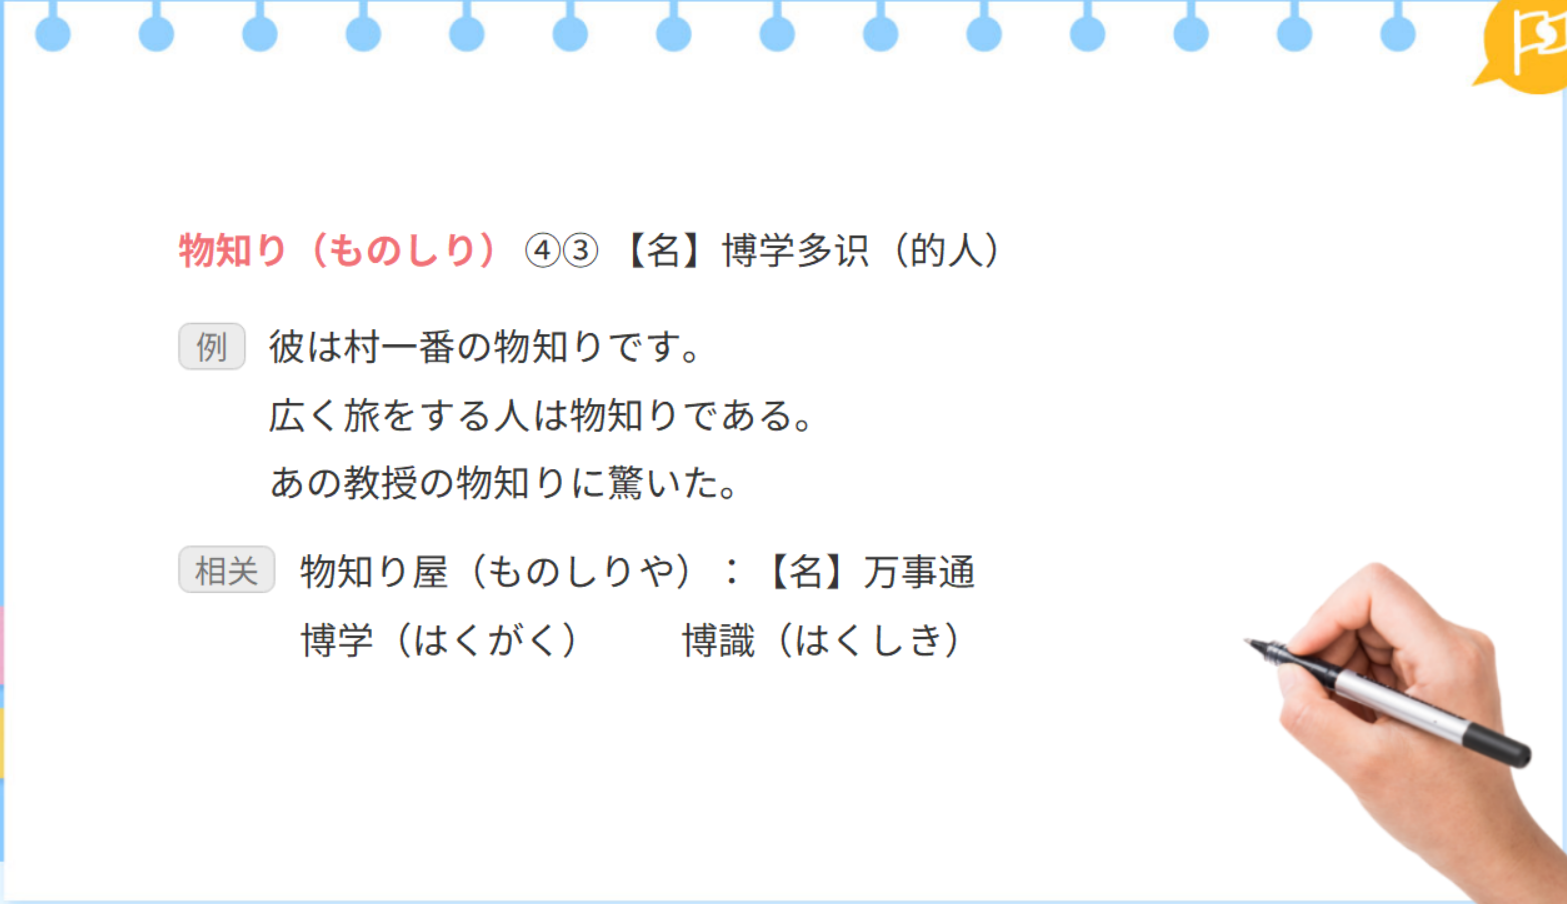 物知り（ものしり）④③【名】博学多识（的人）
例 彼は村一番の物知りです。
広く旅をする人は物知りである。
あの教授の物知りに驚いた。
相关 物知り屋（ものしりや）：【名】万事通
博学（はくがく） 博識（はくしき）